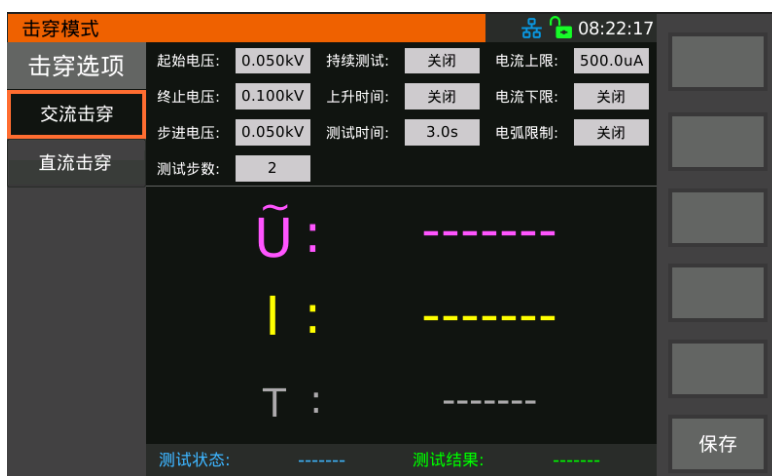 击穿模式 08:22:17
击穿选项
交流击穿
直流击穿
起始电压: 0.050kV 持续测试: 关闭 电流上限: 500.0uA
终止电压: 0.100kV 上升时间: 关闭 电流下限: 关闭
步进电压: 0.050kV 测试时间: 3.0s 电弧限制: 关闭
测试步数: 2
Ũ : -------
I : -------
T : -------
测试状态: ------- 测试结果: -------
保存